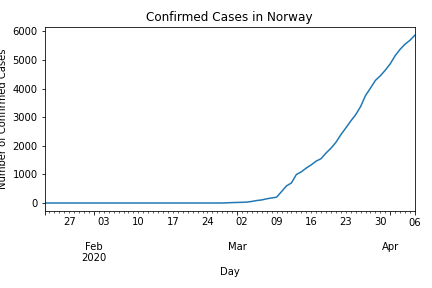 Confirmed Cases in Norway
6000
5000
4000
3000
2000
1000
0
Number of Confirmed Cases
27 03 10 17 24 02 09 16 23 30 06
Feb Mar Apr
2020
Day